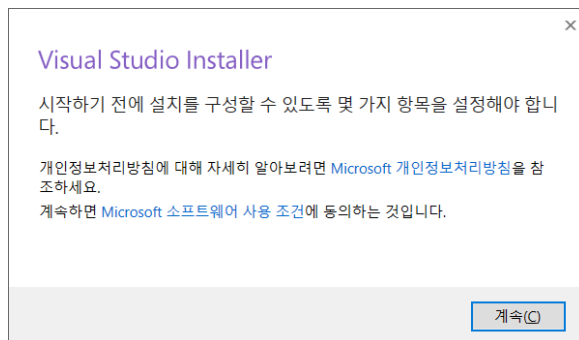 Visual Studio Installer
시작하기 전에 설치를 구성할 수 있도록 몇 가지 항목을 설정해야 합니
다.
개인정보처리방침에 대해 자세히 알아보려면 Microsoft 개인정보처리방침을 참
조하세요.
계속하면 Microsoft 소프트웨어 사용 조건에 동의하는 것입니다.
계속(C)